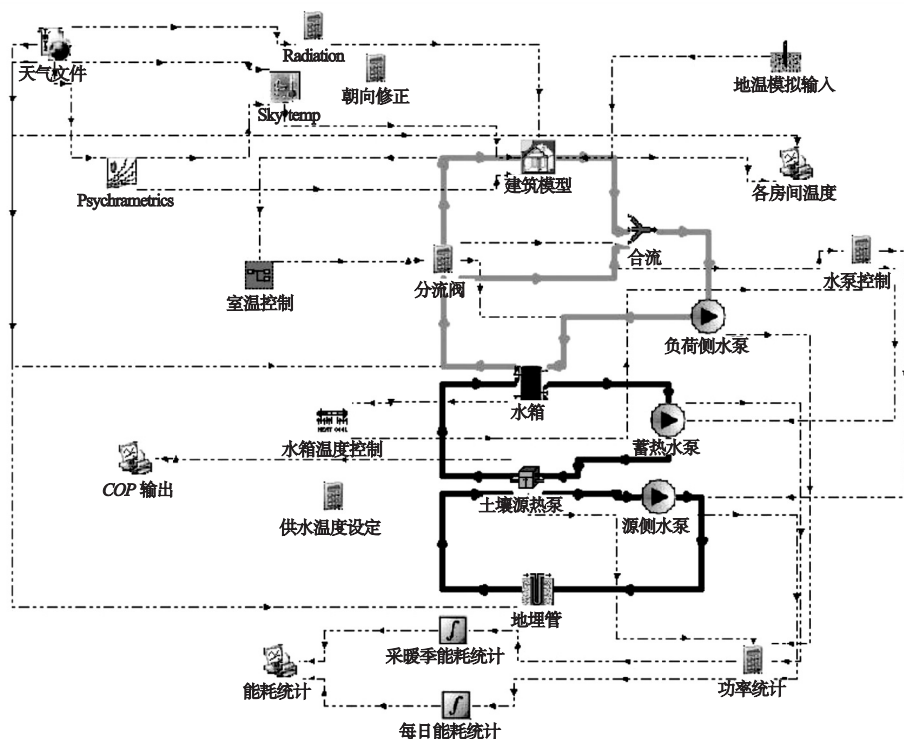 天气文件
Radiation
朝向修正
地温模拟输入
Skytemp
Psychrametrics
建筑模型
各房间温度
合流
室温控制
分流阀
水泵控制
负荷侧水泵
水箱
水箱温度控制
蓄热水泵
COP 输出
土壤源热泵
源侧水泵
供水温度设定
地埋管
采暖季能耗统计
能耗统计
功率统计
每日能耗统计